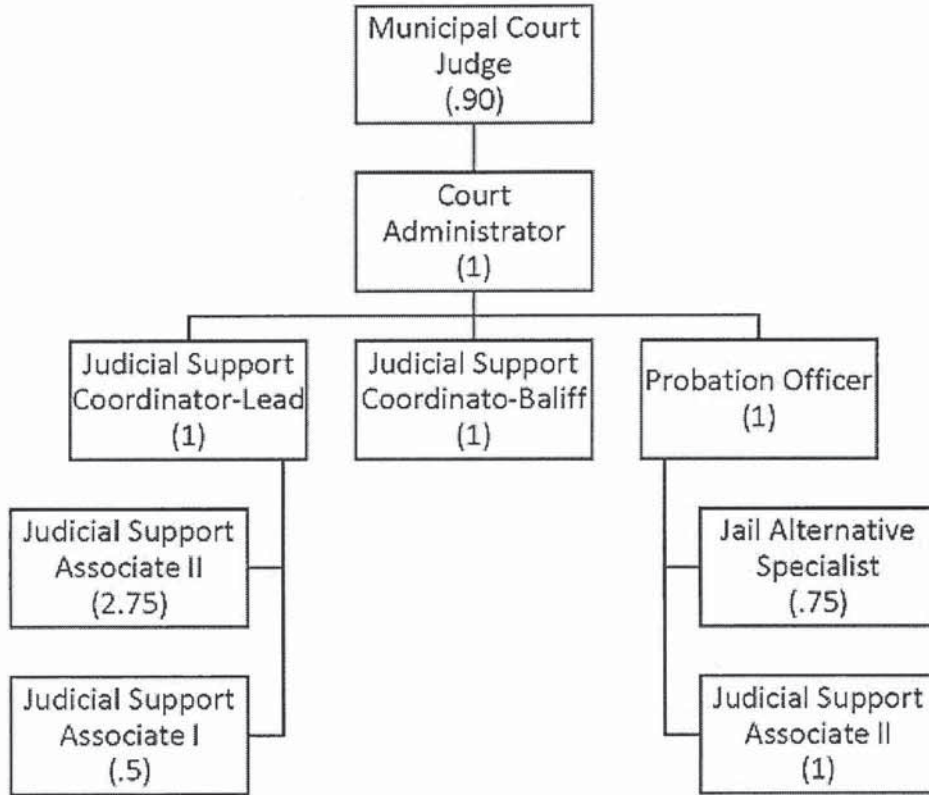 Municipal Court
Judge
(.90)
Court
Administrator
(1)
Judicial Support
Coordinator-Lead
(1)
Judicial Support
Coordinato-Baliff
(1)
Probation Officer
(1)
Judicial Support
Associate II
(2.75)
Judicial Support
Associate I
(.5)
Jail Alternative
Specialist
(.75)
Judicial Support
Associate II
(1)